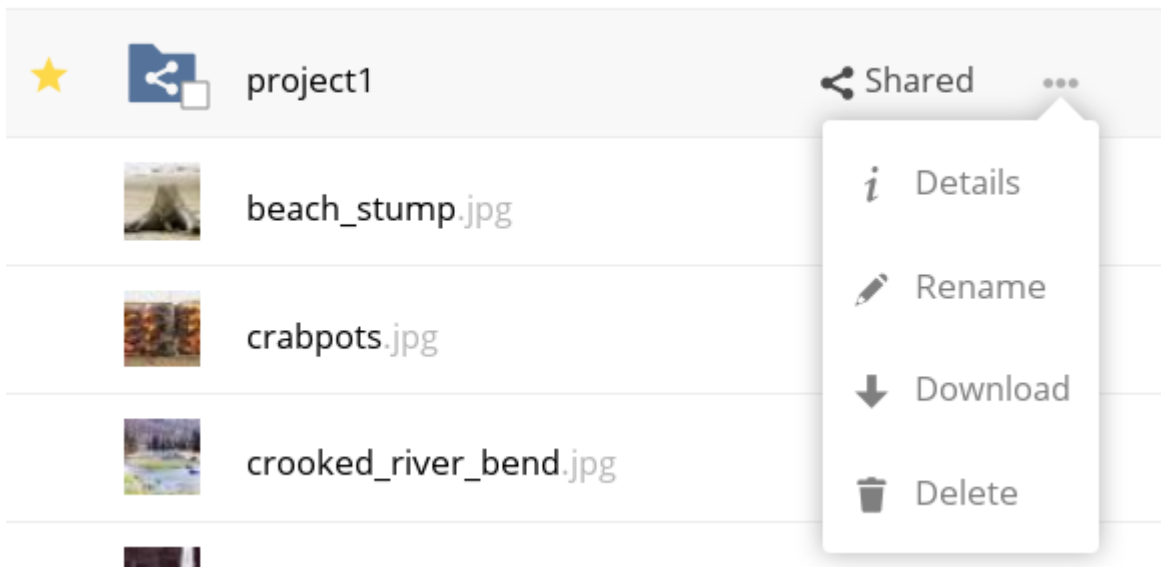 project1 Shared
Details
beach_stump.jpg
Rename
crabpots.jpg
Download
crooked_river_bend.jpg
Delete